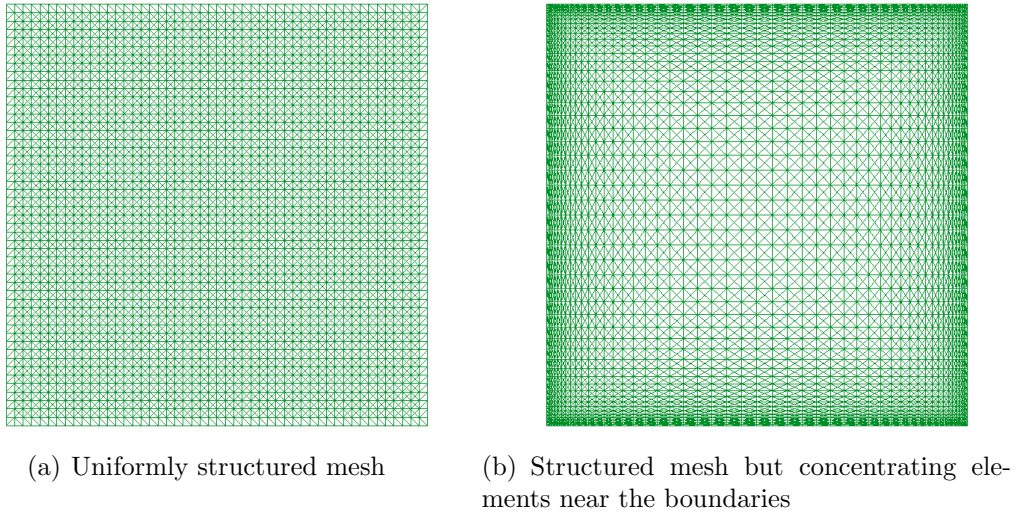 (a) Uniformly structured mesh
(b) Structured mesh but concentrating ele-
ments near the boundaries